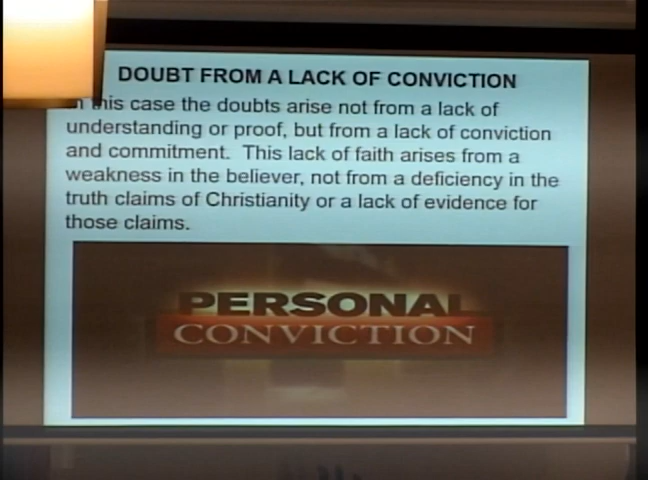 DOUBT FROM A LACK OF CONVICTION
this case the doubts arise not from a lack of
understanding or proof, but from a lack of conviction
and commitment. This lack of faith arises from a
weakness in the believer, not from a deficiency in the
truth claims of Christianity or a lack of evidence for
those claims.
PERSONAL
CONVICTION